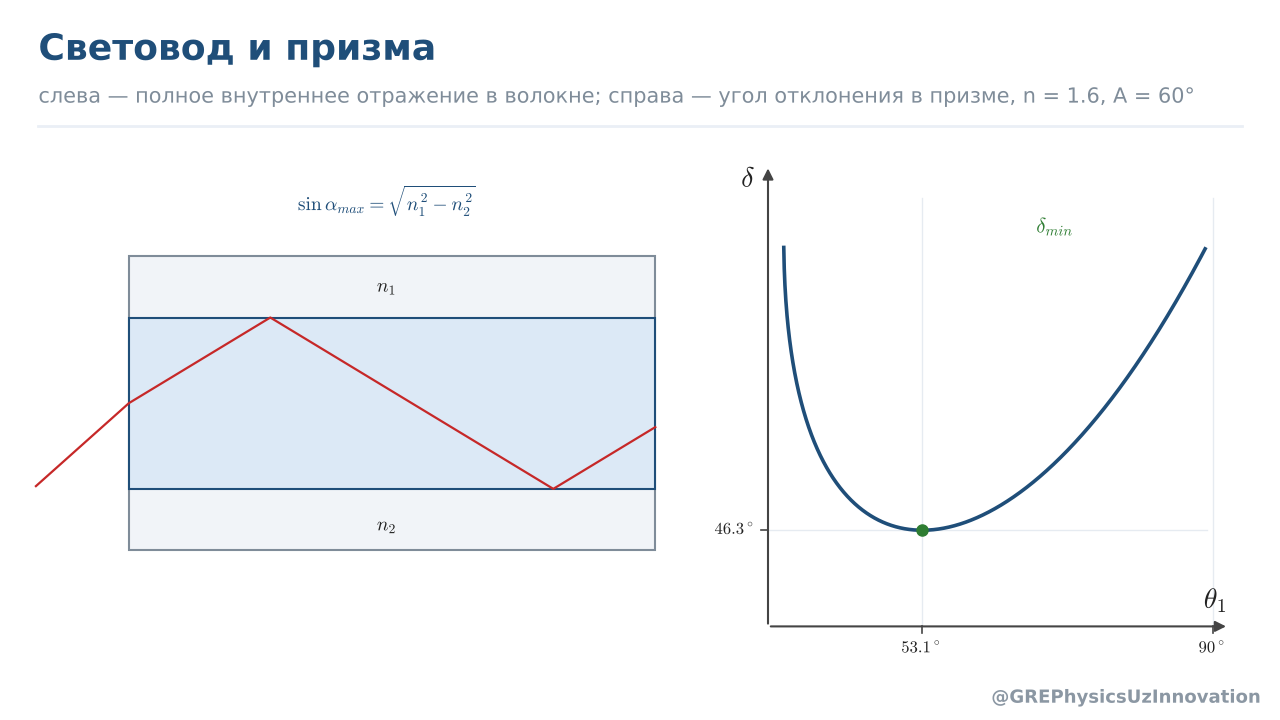 Световод и призма
слева — полное внутреннее отражение в волокне; справа — угол отклонения в призме, n = 1.6, A = 60°
sin α_max = √(n₁² − n₂²)
n₁
n₂
δ
δ_min
46.3°
θ₁
53.1°
90°
@GREPhysicsUzInnovation